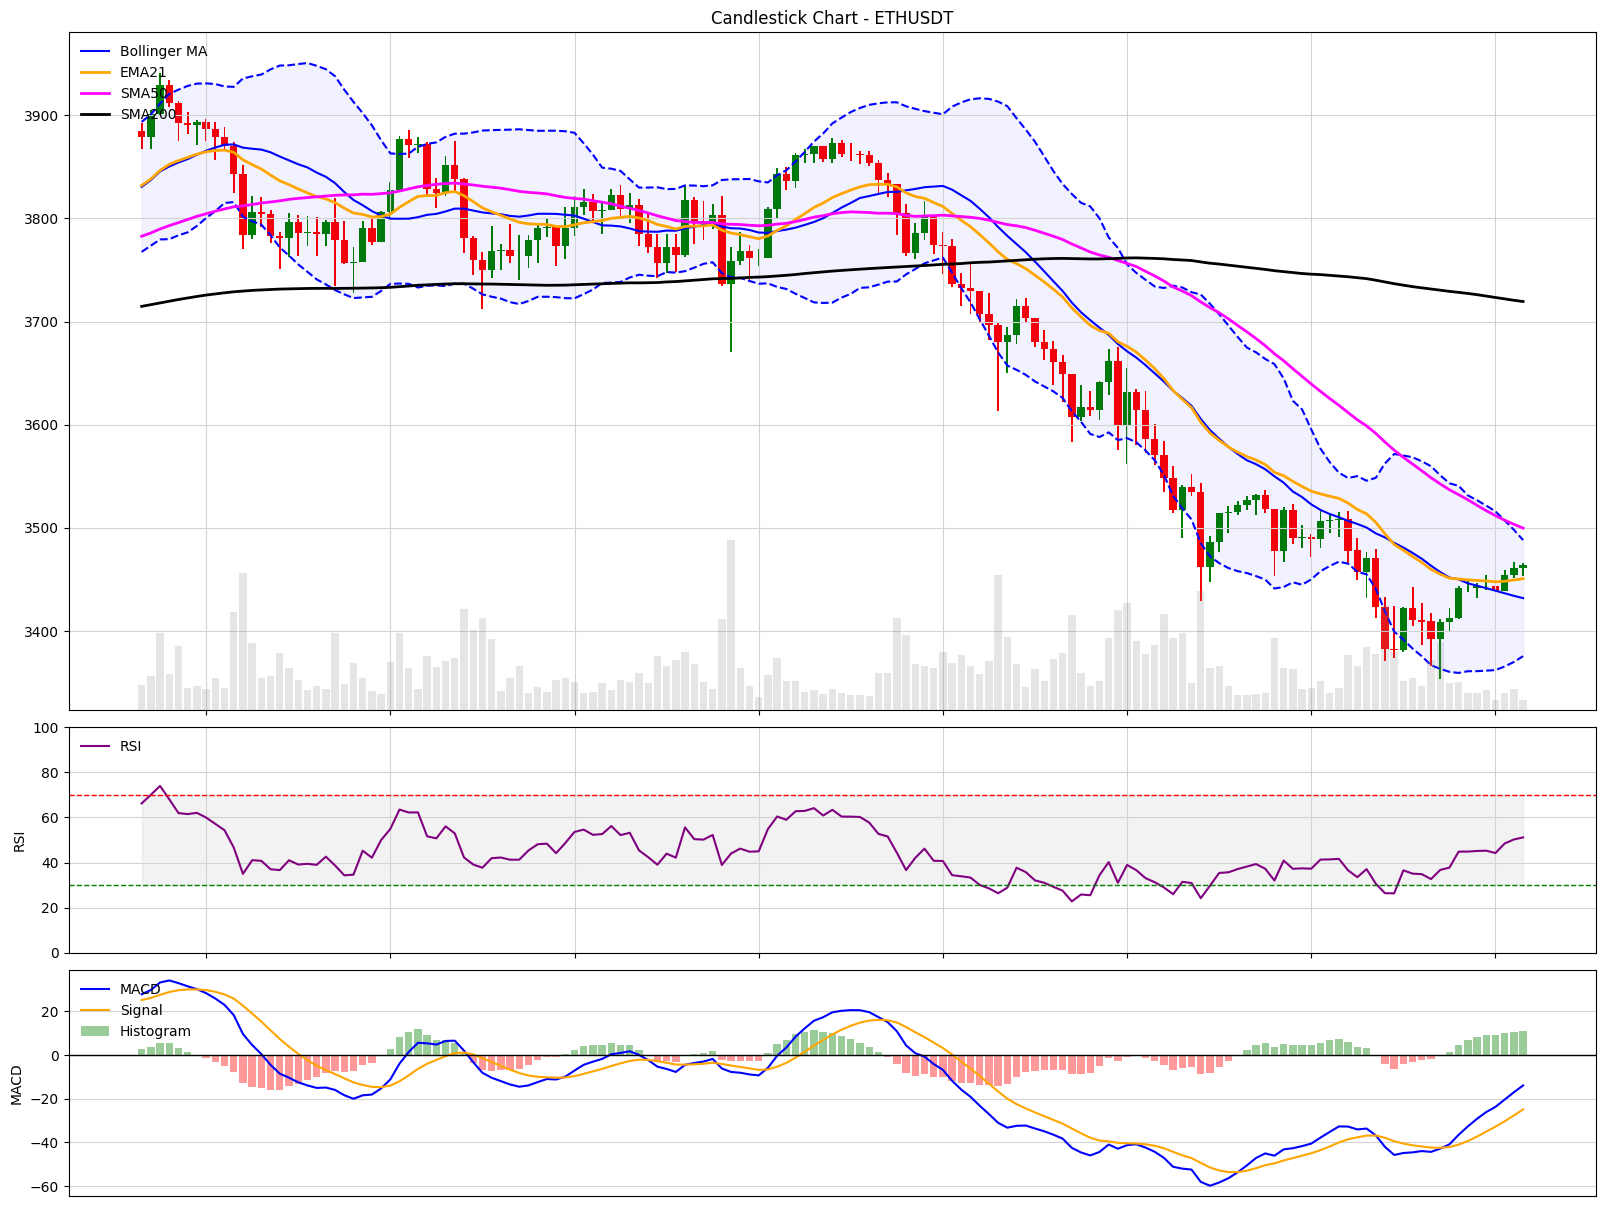 Candlestick Chart - ETHUSDT
Bollinger MA
EMA21
SMA50
SMA200
3900
3800
3700
3600
3500
3400
RSI
100
80
60
40
20
0
RSI
MACD
Signal
Histogram
20
0
−20
−40
−60
MACD